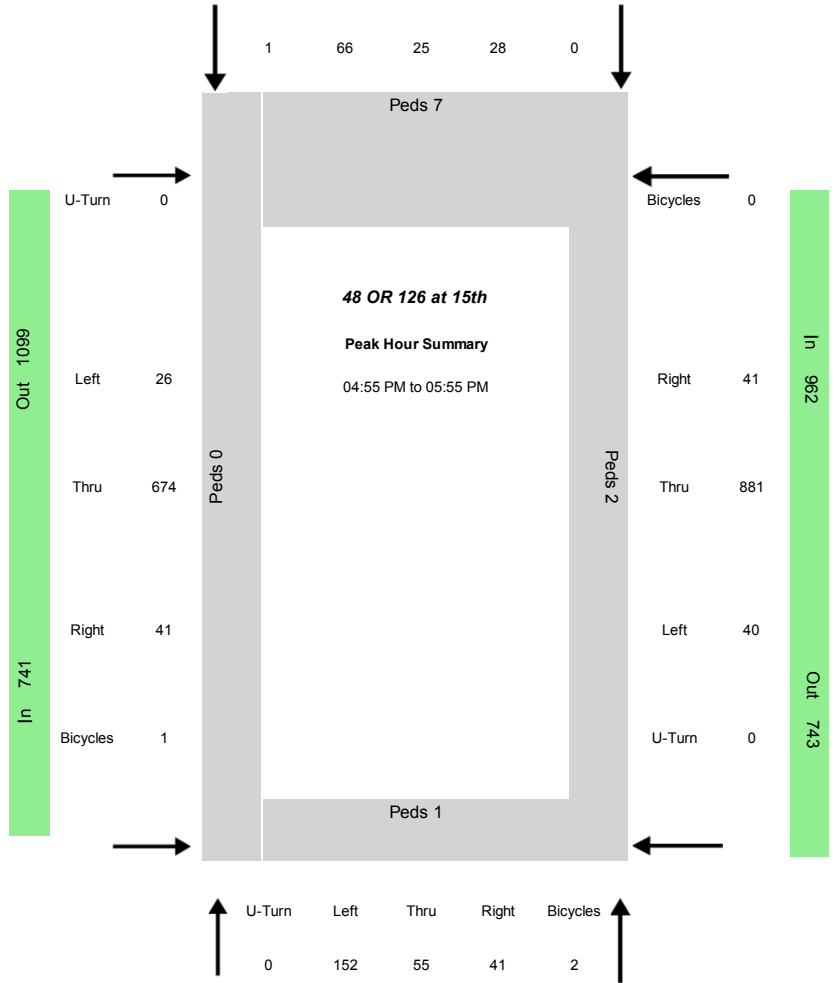 1 66 25 28 0
Peds 7
U-Turn 0
Bicycles 0
48 OR 126 at 15th
Peak Hour Summary
04:55 PM to 05:55 PM
Out 1099
In 962
Left 26
Right 41
Peds 0
Thru 674
Peds 2
Thru 881
Right 41
Left 40
In 741
Out 743
Bicycles 1
U-Turn 0
Peds 1
U-Turn Left Thru Right Bicycles
0 152 55 41 2